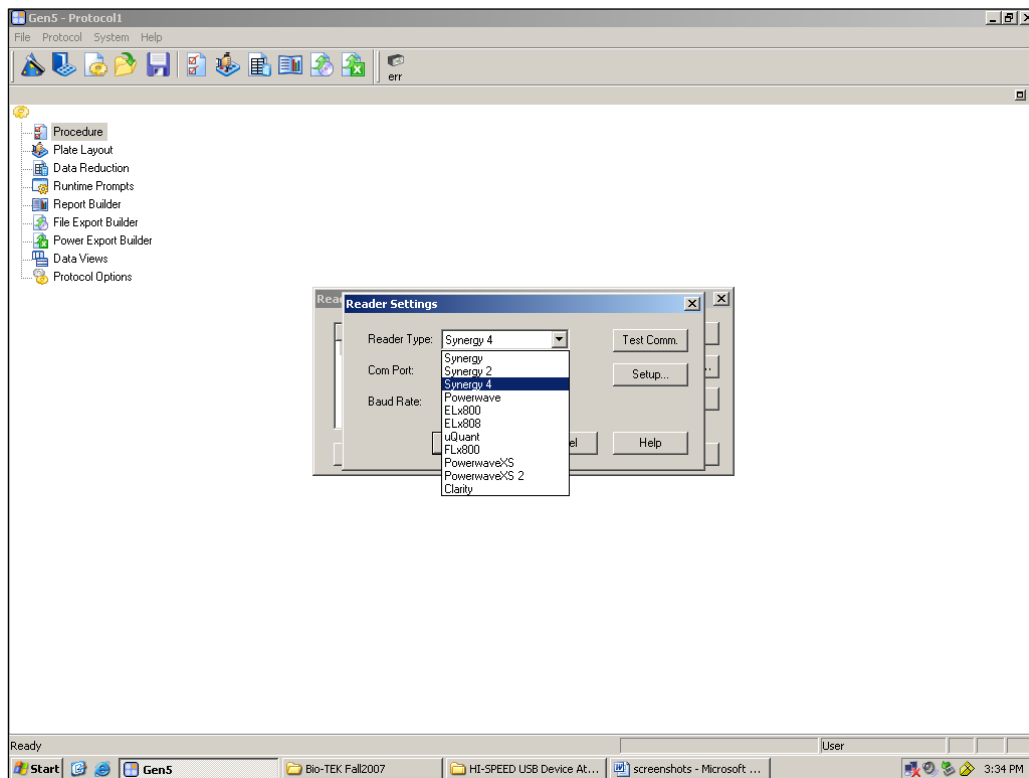 Gen5 - Protocol1
File Protocol System Help
err
Procedure
Plate Layout
Data Reduction
Runtime Prompts
Report Builder
File Export Builder
Power Export Builder
Data Views
Protocol Options
Reader Settings
Reader Type: Synergy 4 Test Comm.
Synergy
Synergy 2
Com Port: Setup...
Synergy 4
Powerwave
Baud Rate:
ELx800
ELx808
uQuant
Help
FLx800
PowerwaveXS
PowerwaveXS 2
Clarity
Ready User
Start Gen5 Bio-TEK Fall2007 HI-SPEED USB Device At... screenshots - Microsoft ... 3:34 PM